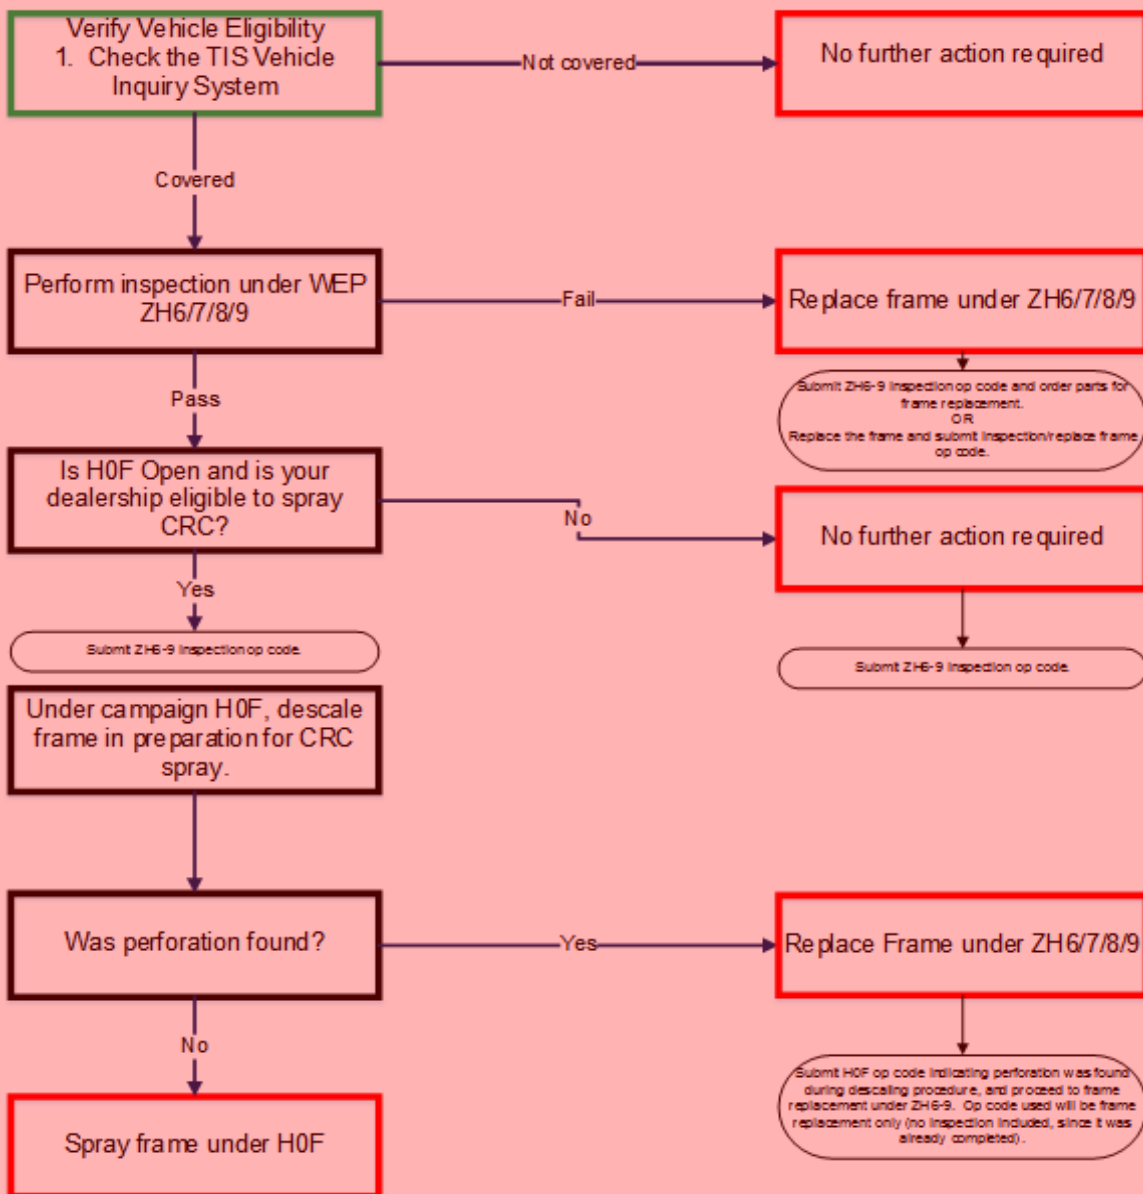 Verify Vehicle Eligibility
1. Check the TIS Vehicle
Inquiry System
Not covered
No further action required
Covered
Perform inspection under WEP
ZH6/7/8/9
Fail
Replace frame under ZH6/7/8/9
Pass
Submit ZH6-9 Inspection op code and order parts for
frame replacement.
OR
Replace the frame and submit Inspection/replace frame
op code.
Is H0F Open and is your
dealership eligible to spray
CRC?
No
No further action required
Yes
Submit ZH6-9 Inspection op code.
Submit ZH6-9 Inspection op code.
Under campaign H0F, descale
frame in preparation for CRC
spray.
Was perforation found?
Yes
Replace Frame under ZH6/7/8/9
No
Submit H0F op code Indicating perforation was found
during descaling procedure, and proceed to frame
replacement under ZH6-9. Op code used will be frame
replacement only (no Inspection Included, since it was
already completed).
Spray frame under H0F